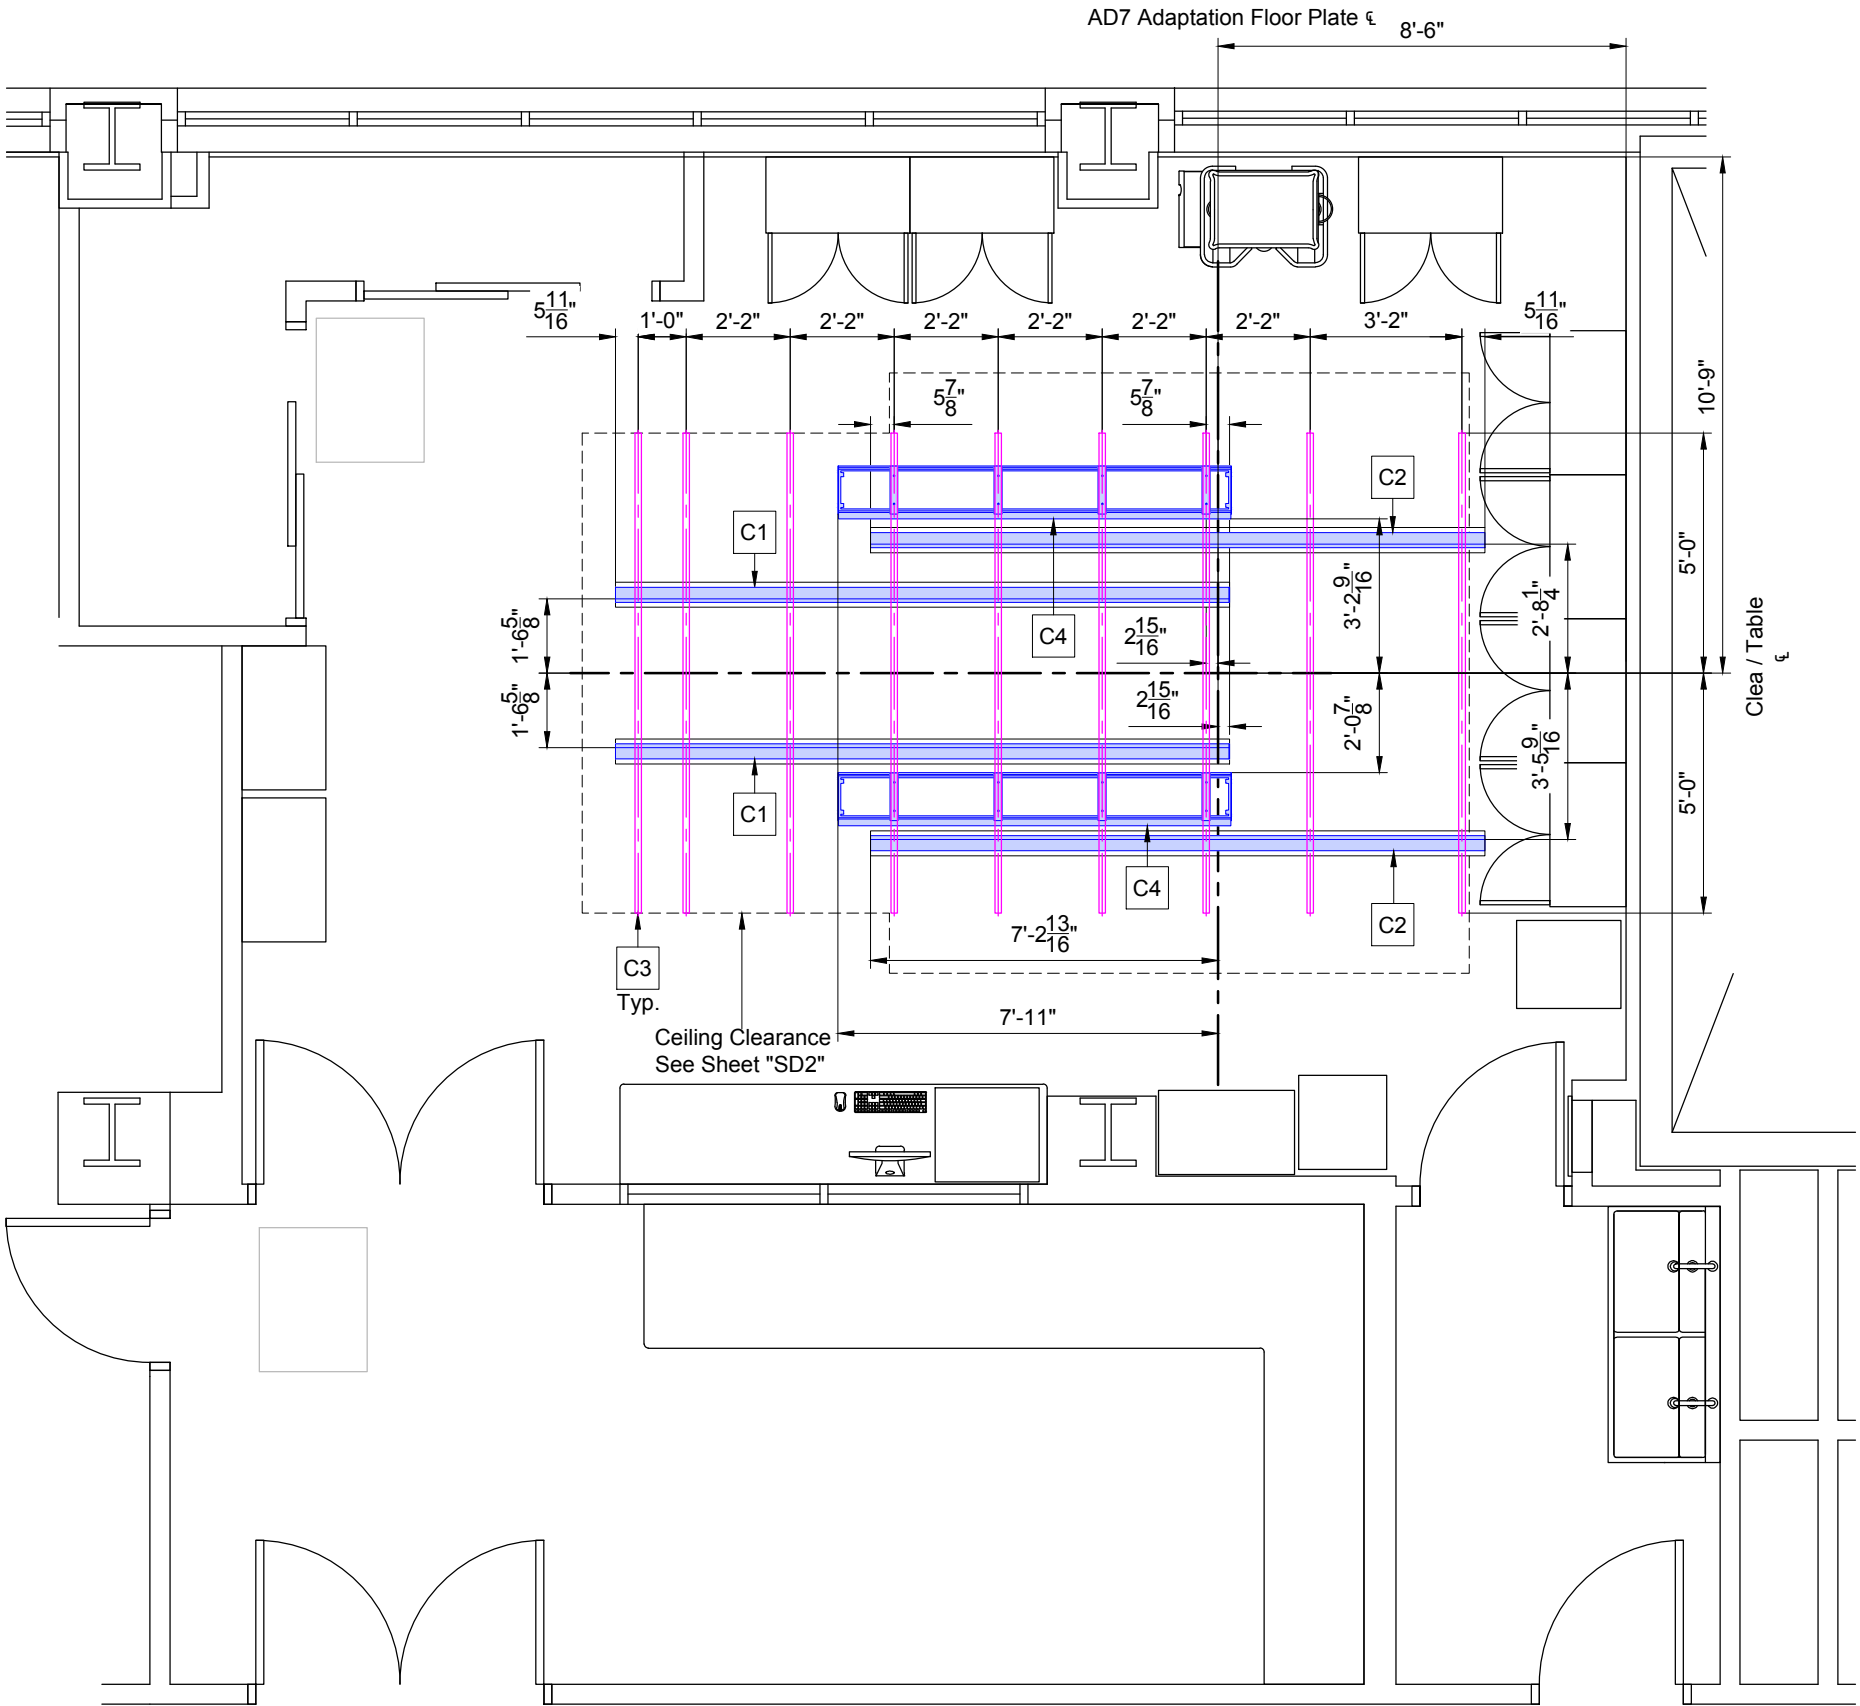 AD7 Adaptation Floor Plate ℄
8'-6"
5 11/16"
1'-0"
2'-2"
2'-2"
2'-2"
2'-2"
2'-2"
2'-2"
3'-2"
5 11/16"
10'-9"
5 7/8"
5 7/8"
C2
C1
5'-0"
3'-2 9/16"
2'-8 1/4"
1'-6 5/8"
C4
2 15/16"
Clea / Table
℄
2 15/16"
1'-6 5/8"
2'-0 7/8"
3'-5 9/16"
C1
5'-0"
C4
C2
7'-2 13/16"
C3
Typ.
7'-11"
Ceiling Clearance
See Sheet "SD2"